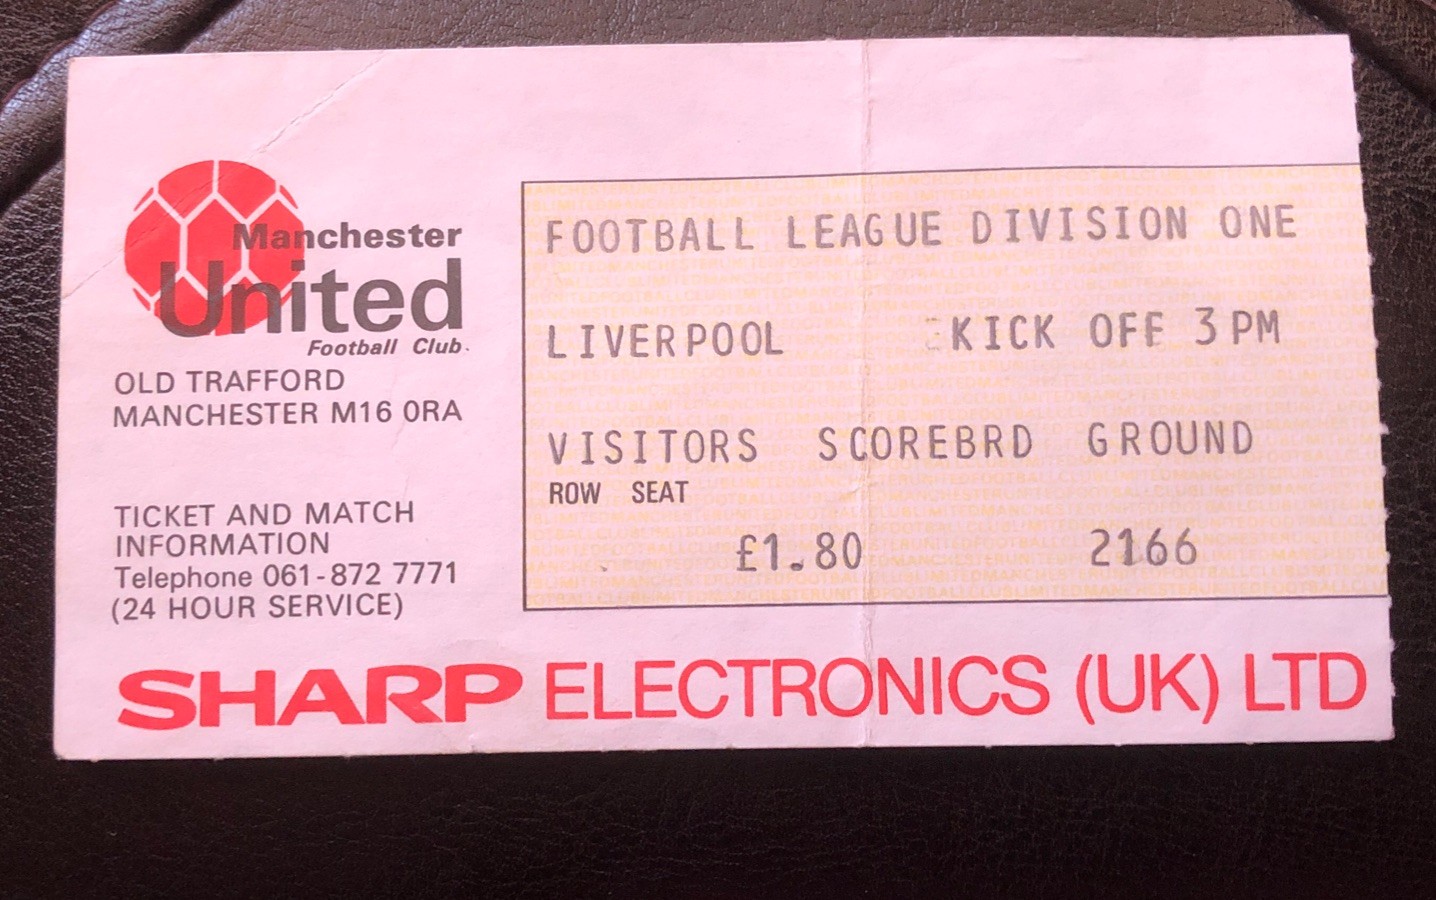 Manchester
United
Football Club
OLD TRAFFORD
MANCHESTER M16 0RA
TICKET AND MATCH
INFORMATION
Telephone 061-872 7771
(24 HOUR SERVICE)
FOOTBALL LEAGUE DIVISION ONE
LIVERPOOL KICK OFF 3 PM
VISITORS SCOREBRD GROUND
ROW SEAT
£1.80 2166
SHARP ELECTRONICS (UK) LTD